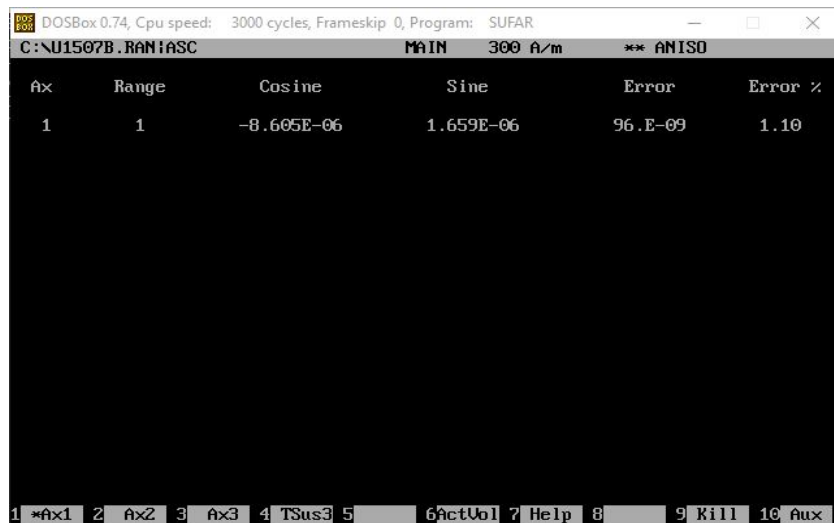 DOSBox 0.74, Cpu speed: 3000 cycles, Frameskip 0, Program: SUFAR
C:\U1507B.RAN¦ASC MAIN 300 A/m ** ANISO
Ax Range Cosine Sine Error Error %
1 1 -8.605E-06 1.659E-06 96.E-09 1.10
1 *Ax1 2 Ax2 3 Ax3 4 TSus3 5 6ActVol 7 Help 8 9 Kill 10 Aux